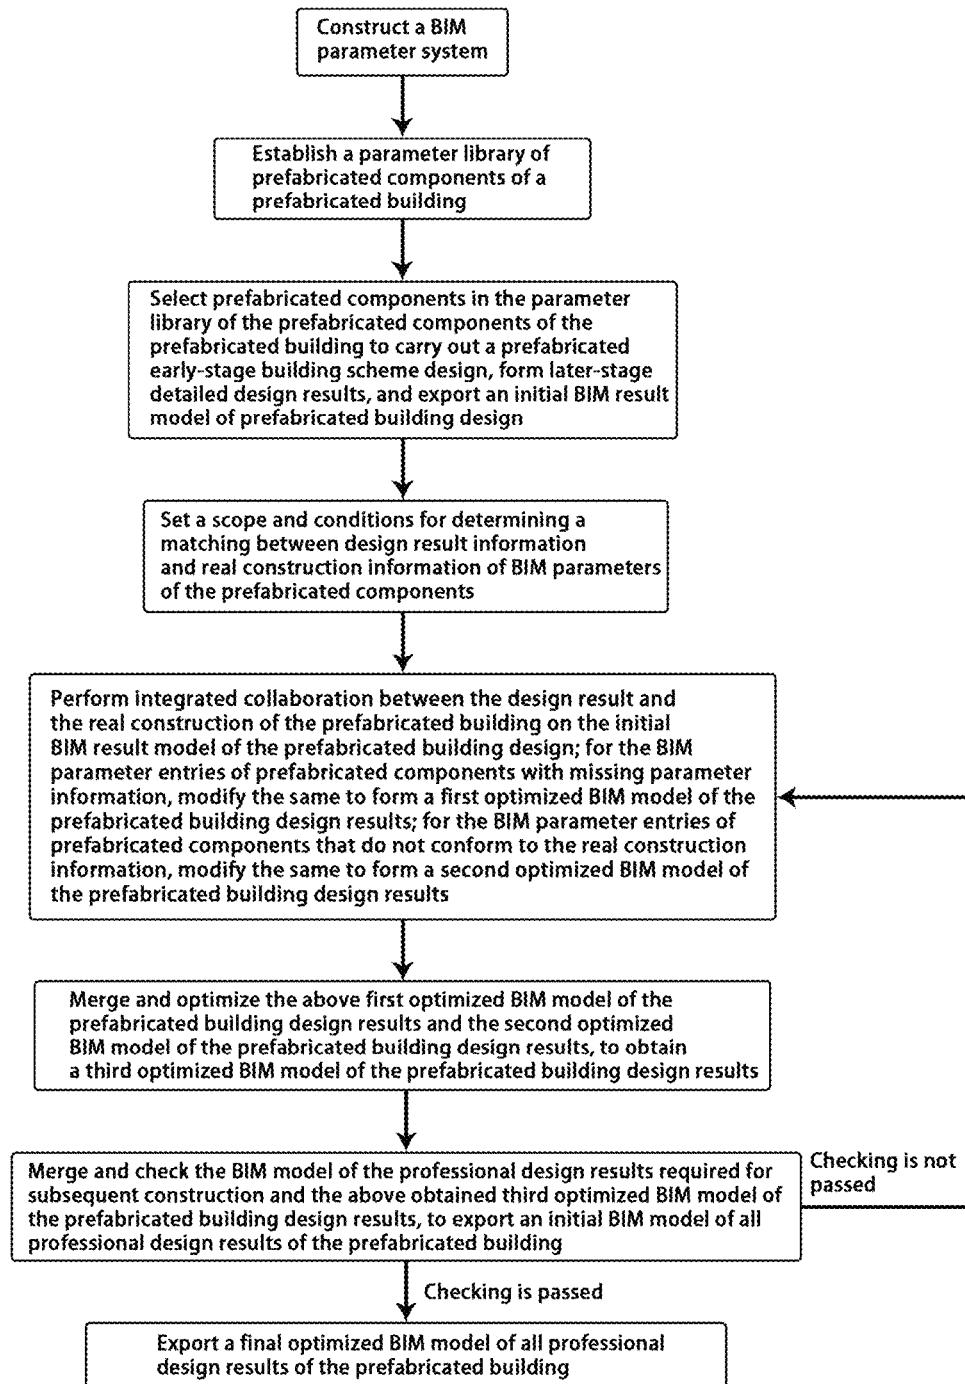 Construct a BIM
parameter system
Establish a parameter library of
prefabricated components of a
prefabricated building
Select prefabricated components in the parameter
library of the prefabricated components of the
prefabricated building to carry out a prefabricated
early-stage building scheme design, form later-stage
detailed design results, and export an initial BIM result
model of prefabricated building design
Set a scope and conditions for determining a
matching between design result information
and real construction information of BIM parameters
of the prefabricated components
Perform integrated collaboration between the design result and
the real construction of the prefabricated building on the initial
BIM result model of the prefabricated building design; for the BIM
parameter entries of prefabricated components with missing parameter
information, modify the same to form a first optimized BIM model of the
prefabricated building design results; for the BIM parameter entries of
prefabricated components that do not conform to the real construction
information, modify the same to form a second optimized BIM model of
the prefabricated building design results
Merge and optimize the above first optimized BIM model of the
prefabricated building design results and the second optimized
BIM model of the prefabricated building design results, to obtain
a third optimized BIM model of the prefabricated building design results
Merge and check the BIM model of the professional design results required for
subsequent construction and the above obtained third optimized BIM model of
the prefabricated building design results, to export an initial BIM model of all
professional design results of the prefabricated building
Checking is not
passed
Checking is passed
Export a final optimized BIM model of all professional
design results of the prefabricated building